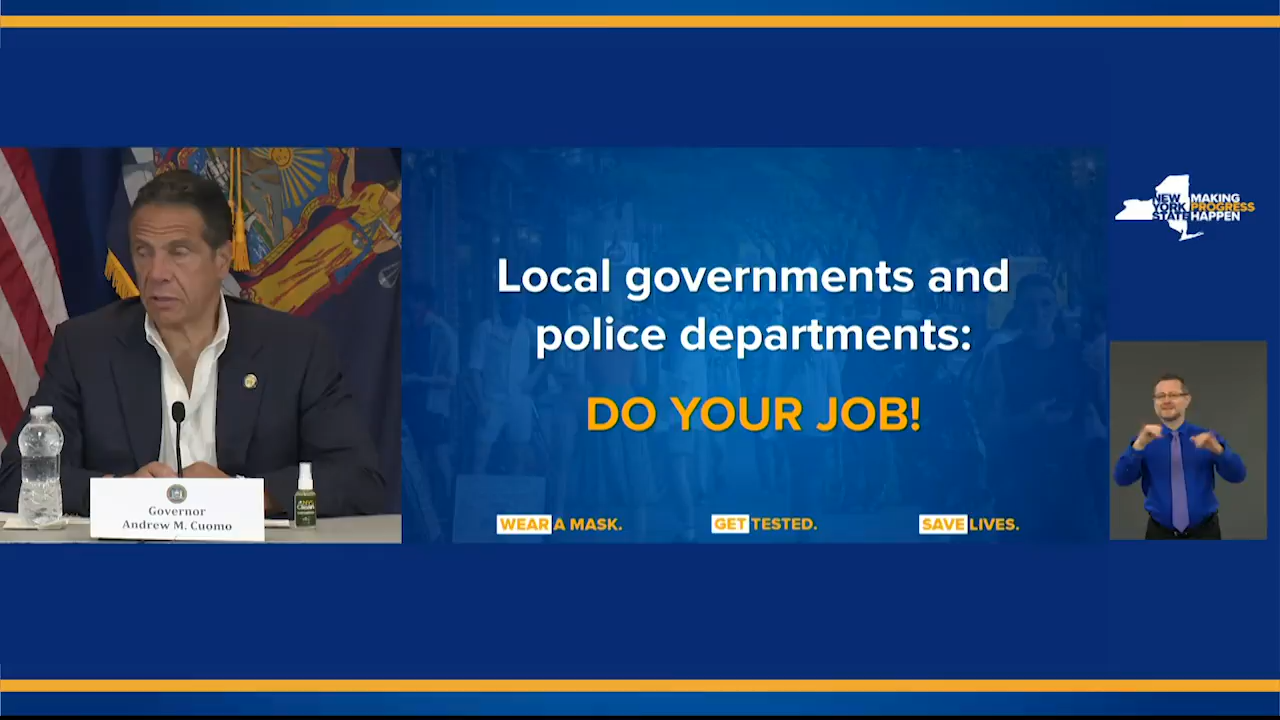 Local governments and
police departments:
DO YOUR JOB!
WEAR A MASK.
GET TESTED.
SAVE LIVES.
Governor
Andrew M. Cuomo
NEW
YORK
STATE
MAKING
PROGRESS
HAPPEN